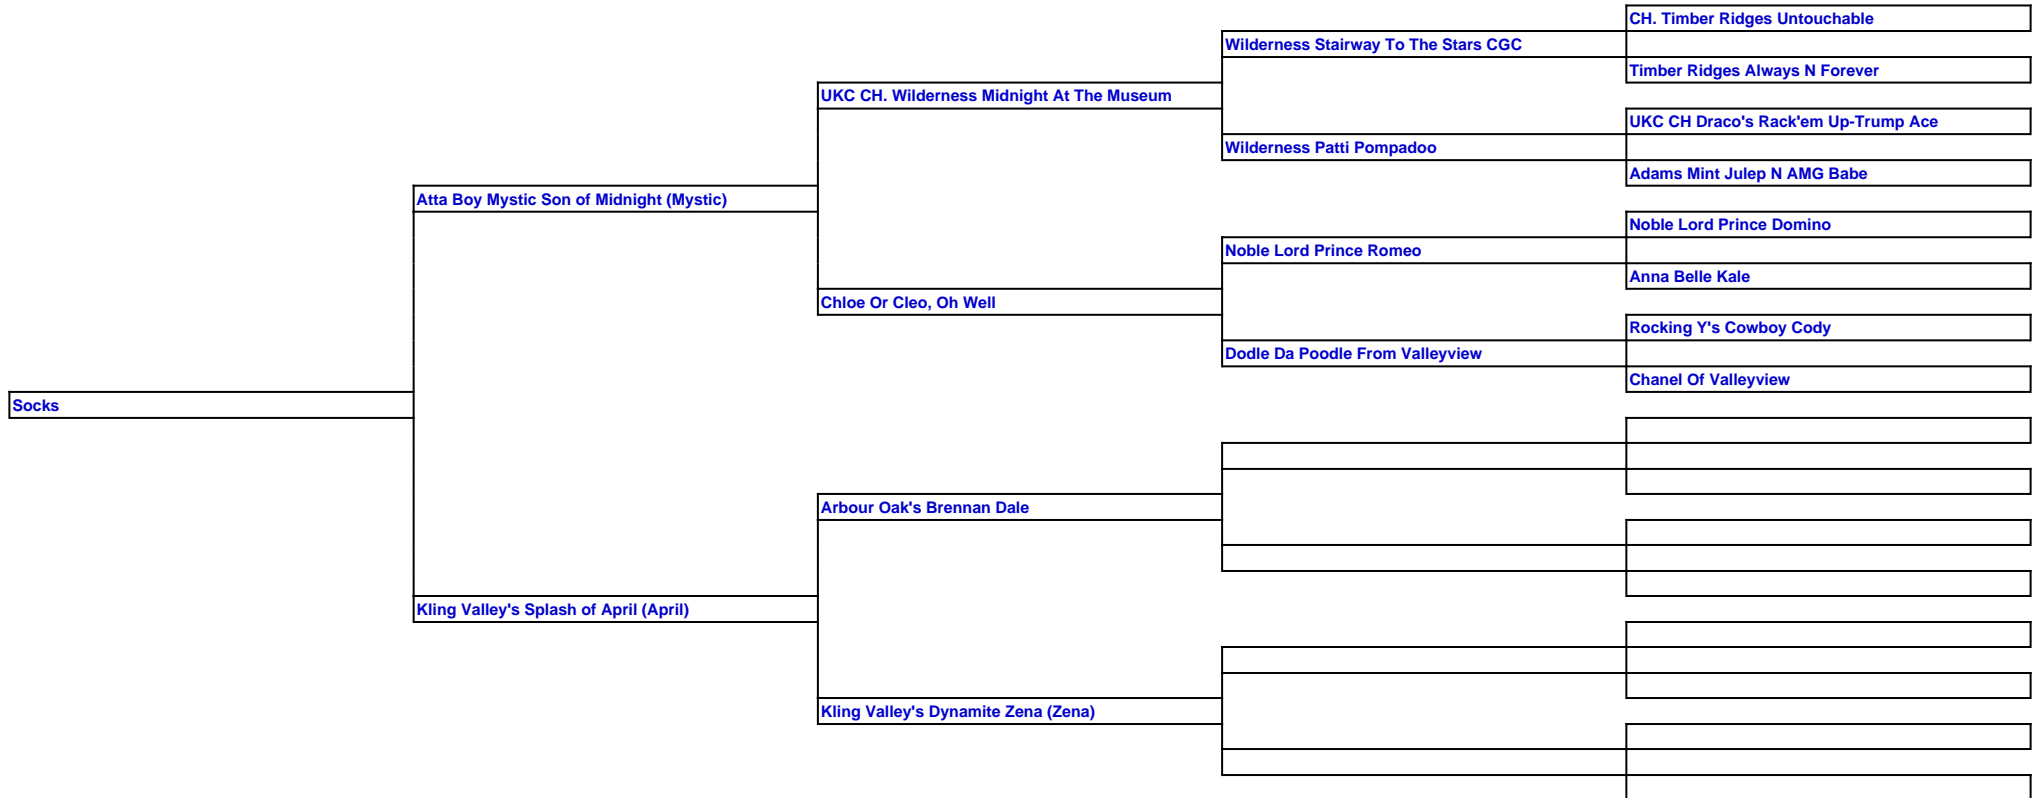 CH. Timber Ridges Untouchable
Wilderness Stairway To The Stars CGC
Timber Ridges Always N Forever
UKC CH. Wilderness Midnight At The Museum
UKC CH Draco's Rack'em Up-Trump Ace
Wilderness Patti Pompadoo
Adams Mint Julep N AMG Babe
Atta Boy Mystic Son of Midnight (Mystic)
Noble Lord Prince Domino
Noble Lord Prince Romeo
Anna Belle Kale
Chloe Or Cleo, Oh Well
Rocking Y's Cowboy Cody
Dodle Da Poodle From Valleyview
Chanel Of Valleyview
Socks
Arbour Oak's Brennan Dale
Kling Valley's Splash of April (April)
Kling Valley's Dynamite Zena (Zena)